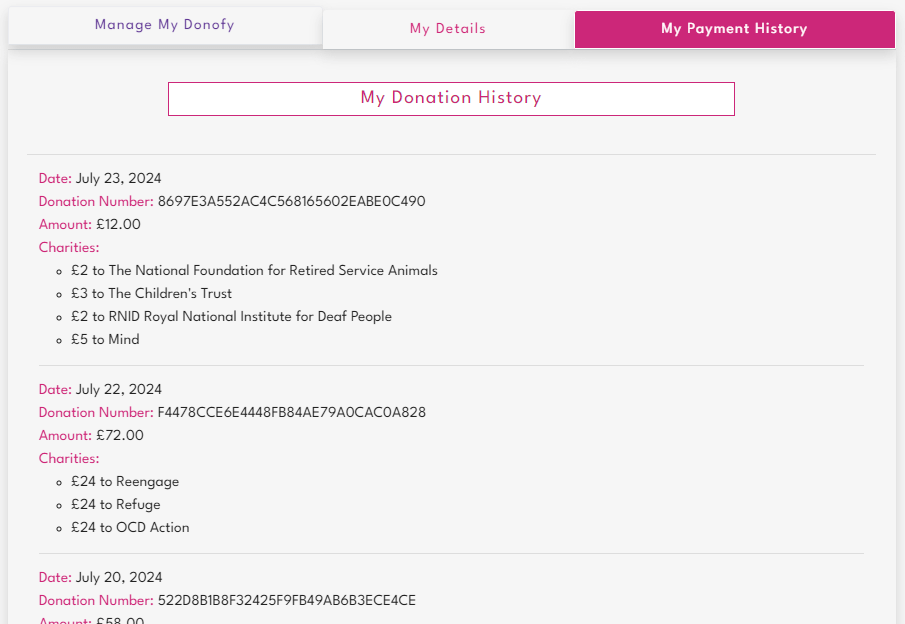 Manage My Donofy
My Details
My Payment History
My Donation History
Date: July 23, 2024
Donation Number: 8697E3A552AC4C568165602EABE0C490
Amount: £12.00
Charities:
£2 to The National Foundation for Retired Service Animals
£3 to The Children's Trust
£2 to RNID Royal National Institute for Deaf People
£5 to Mind
Date: July 22, 2024
Donation Number: F4478CCE6E4448FB84AE79A0CAC0A828
Amount: £72.00
Charities:
£24 to Reengage
£24 to Refuge
£24 to OCD Action
Date: July 20, 2024
Donation Number: 522D8B1B8F32425F9FB49AB6B3ECE4CE
Amount: £58.00